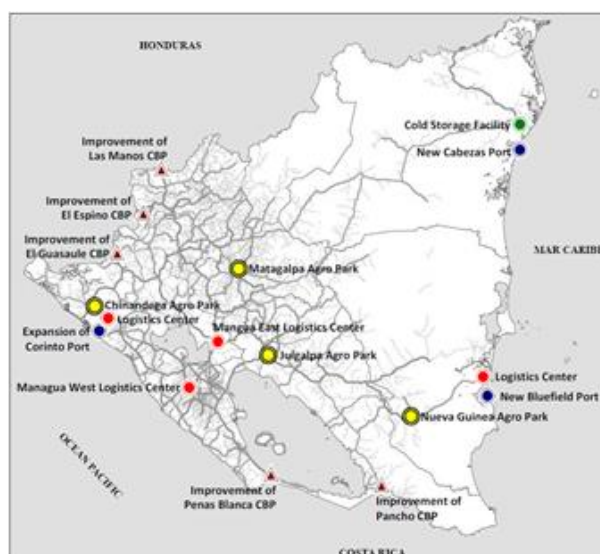 HONDURAS
Cold Storage Facility
New Cabezas Port
Improvement of
Las Manos CBP
Improvement of
El Espino CBP
MAR CARIBE
Improvement of
El Guasaule CBP
Matagalpa Agro Park
Chinandega Agro Park
Logistics Center
Expansion of
Corinto Port
Mangua East Logistics Center
Juigalpa Agro Park
Logistics Center
Managua West Logistics Center
New Bluefield Port
Nueva Guinea Agro Park
OCEAN PACIFIC
Improvement of
Penas Blanca CBP
Improvement of
Pancho CBP
COSTA RICA